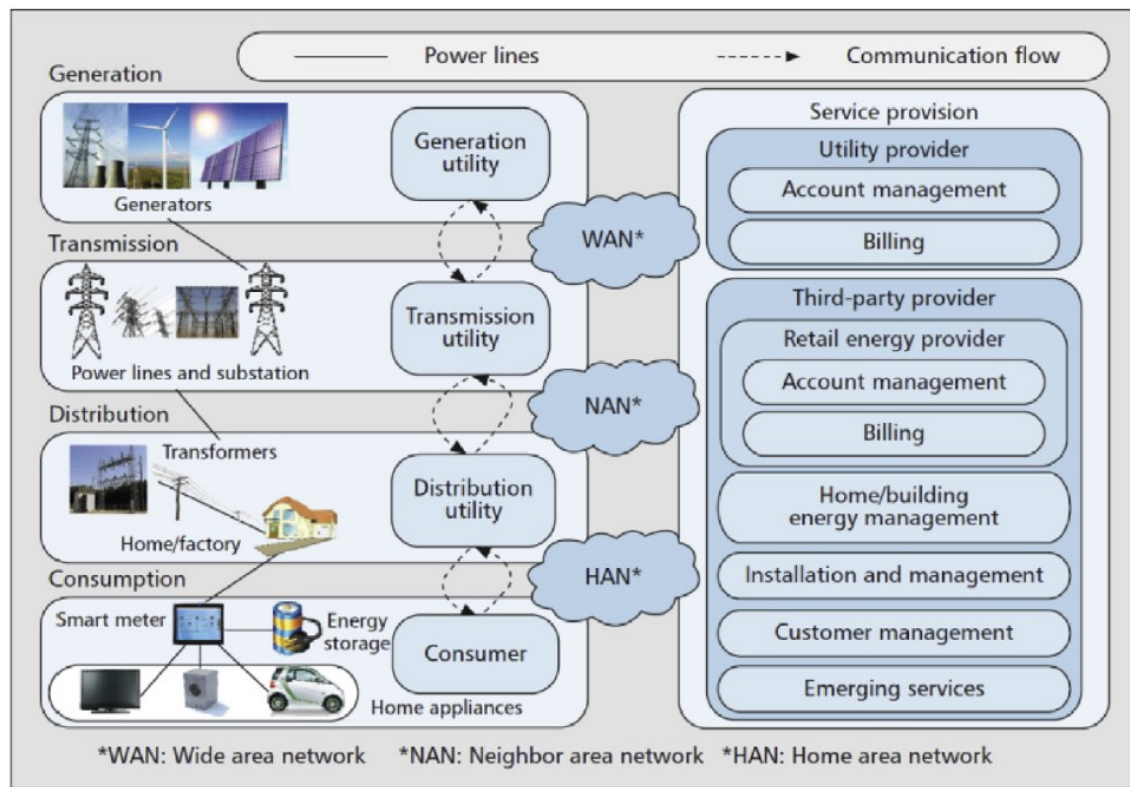 Power lines
Communication flow
Generation
Generators
Generation
utility
WAN*
Transmission
Power lines and substation
Transmission
utility
NAN*
Distribution
Transformers
Home/factory
Distribution
utility
HAN*
Consumption
Smart meter
Energy
storage
Home appliances
Consumer
Service provision
Utility provider
Account management
Billing
Third-party provider
Retail energy provider
Account management
Billing
Home/building
energy management
Installation and management
Customer management
Emerging services
*WAN: Wide area network *NAN: Neighbor area network *HAN: Home area network